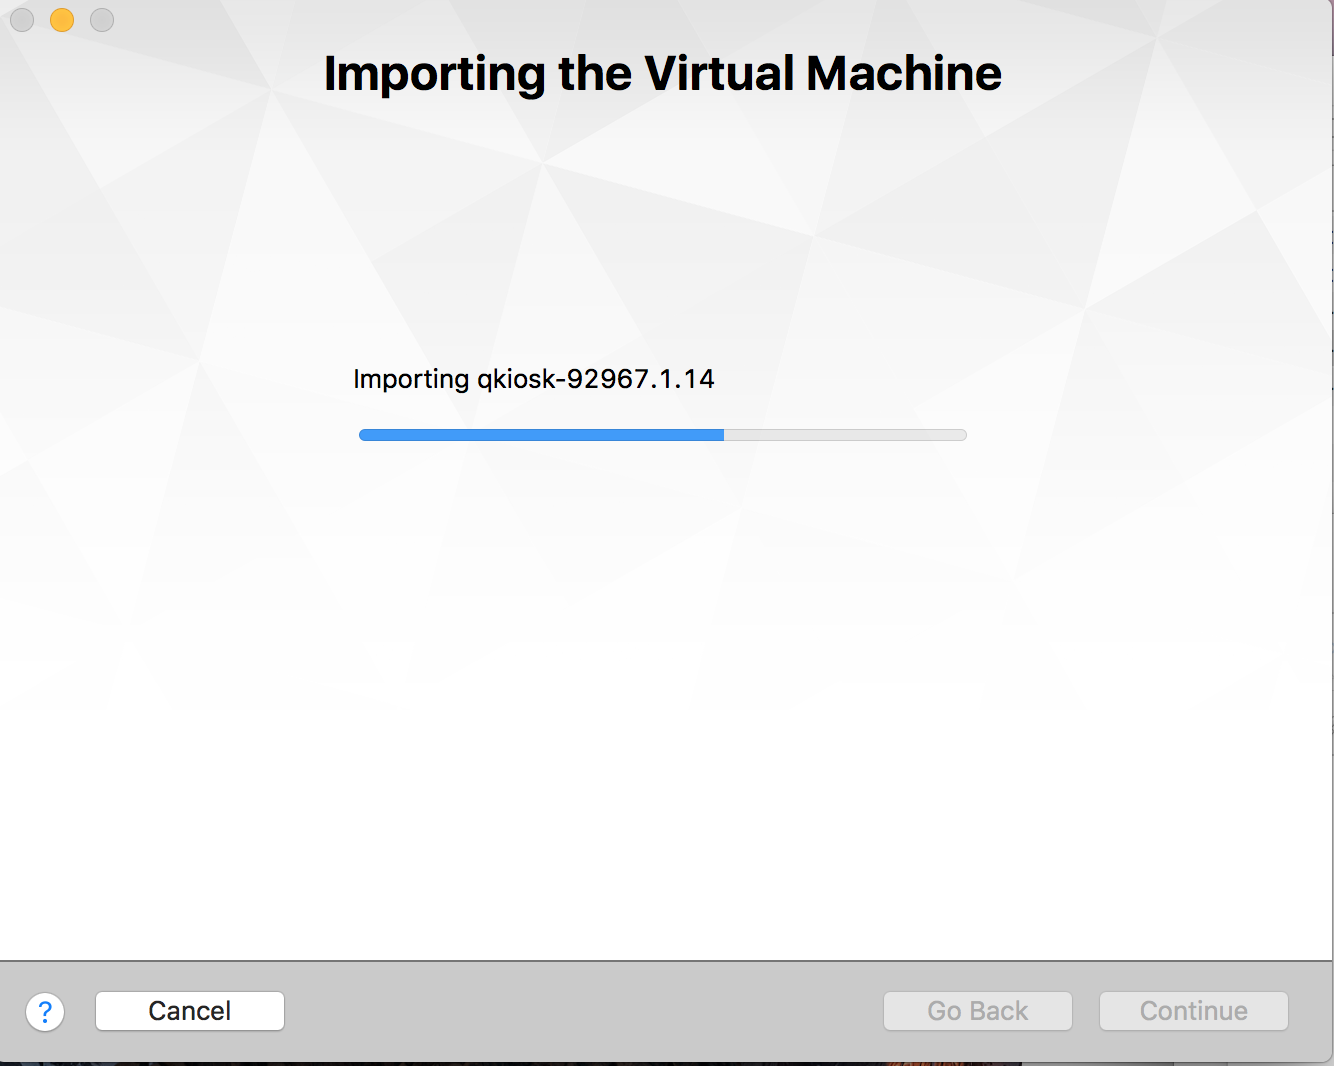 Importing the Virtual Machine
Importing qkiosk-92967.1.14
?
Cancel
Go Back
Continue